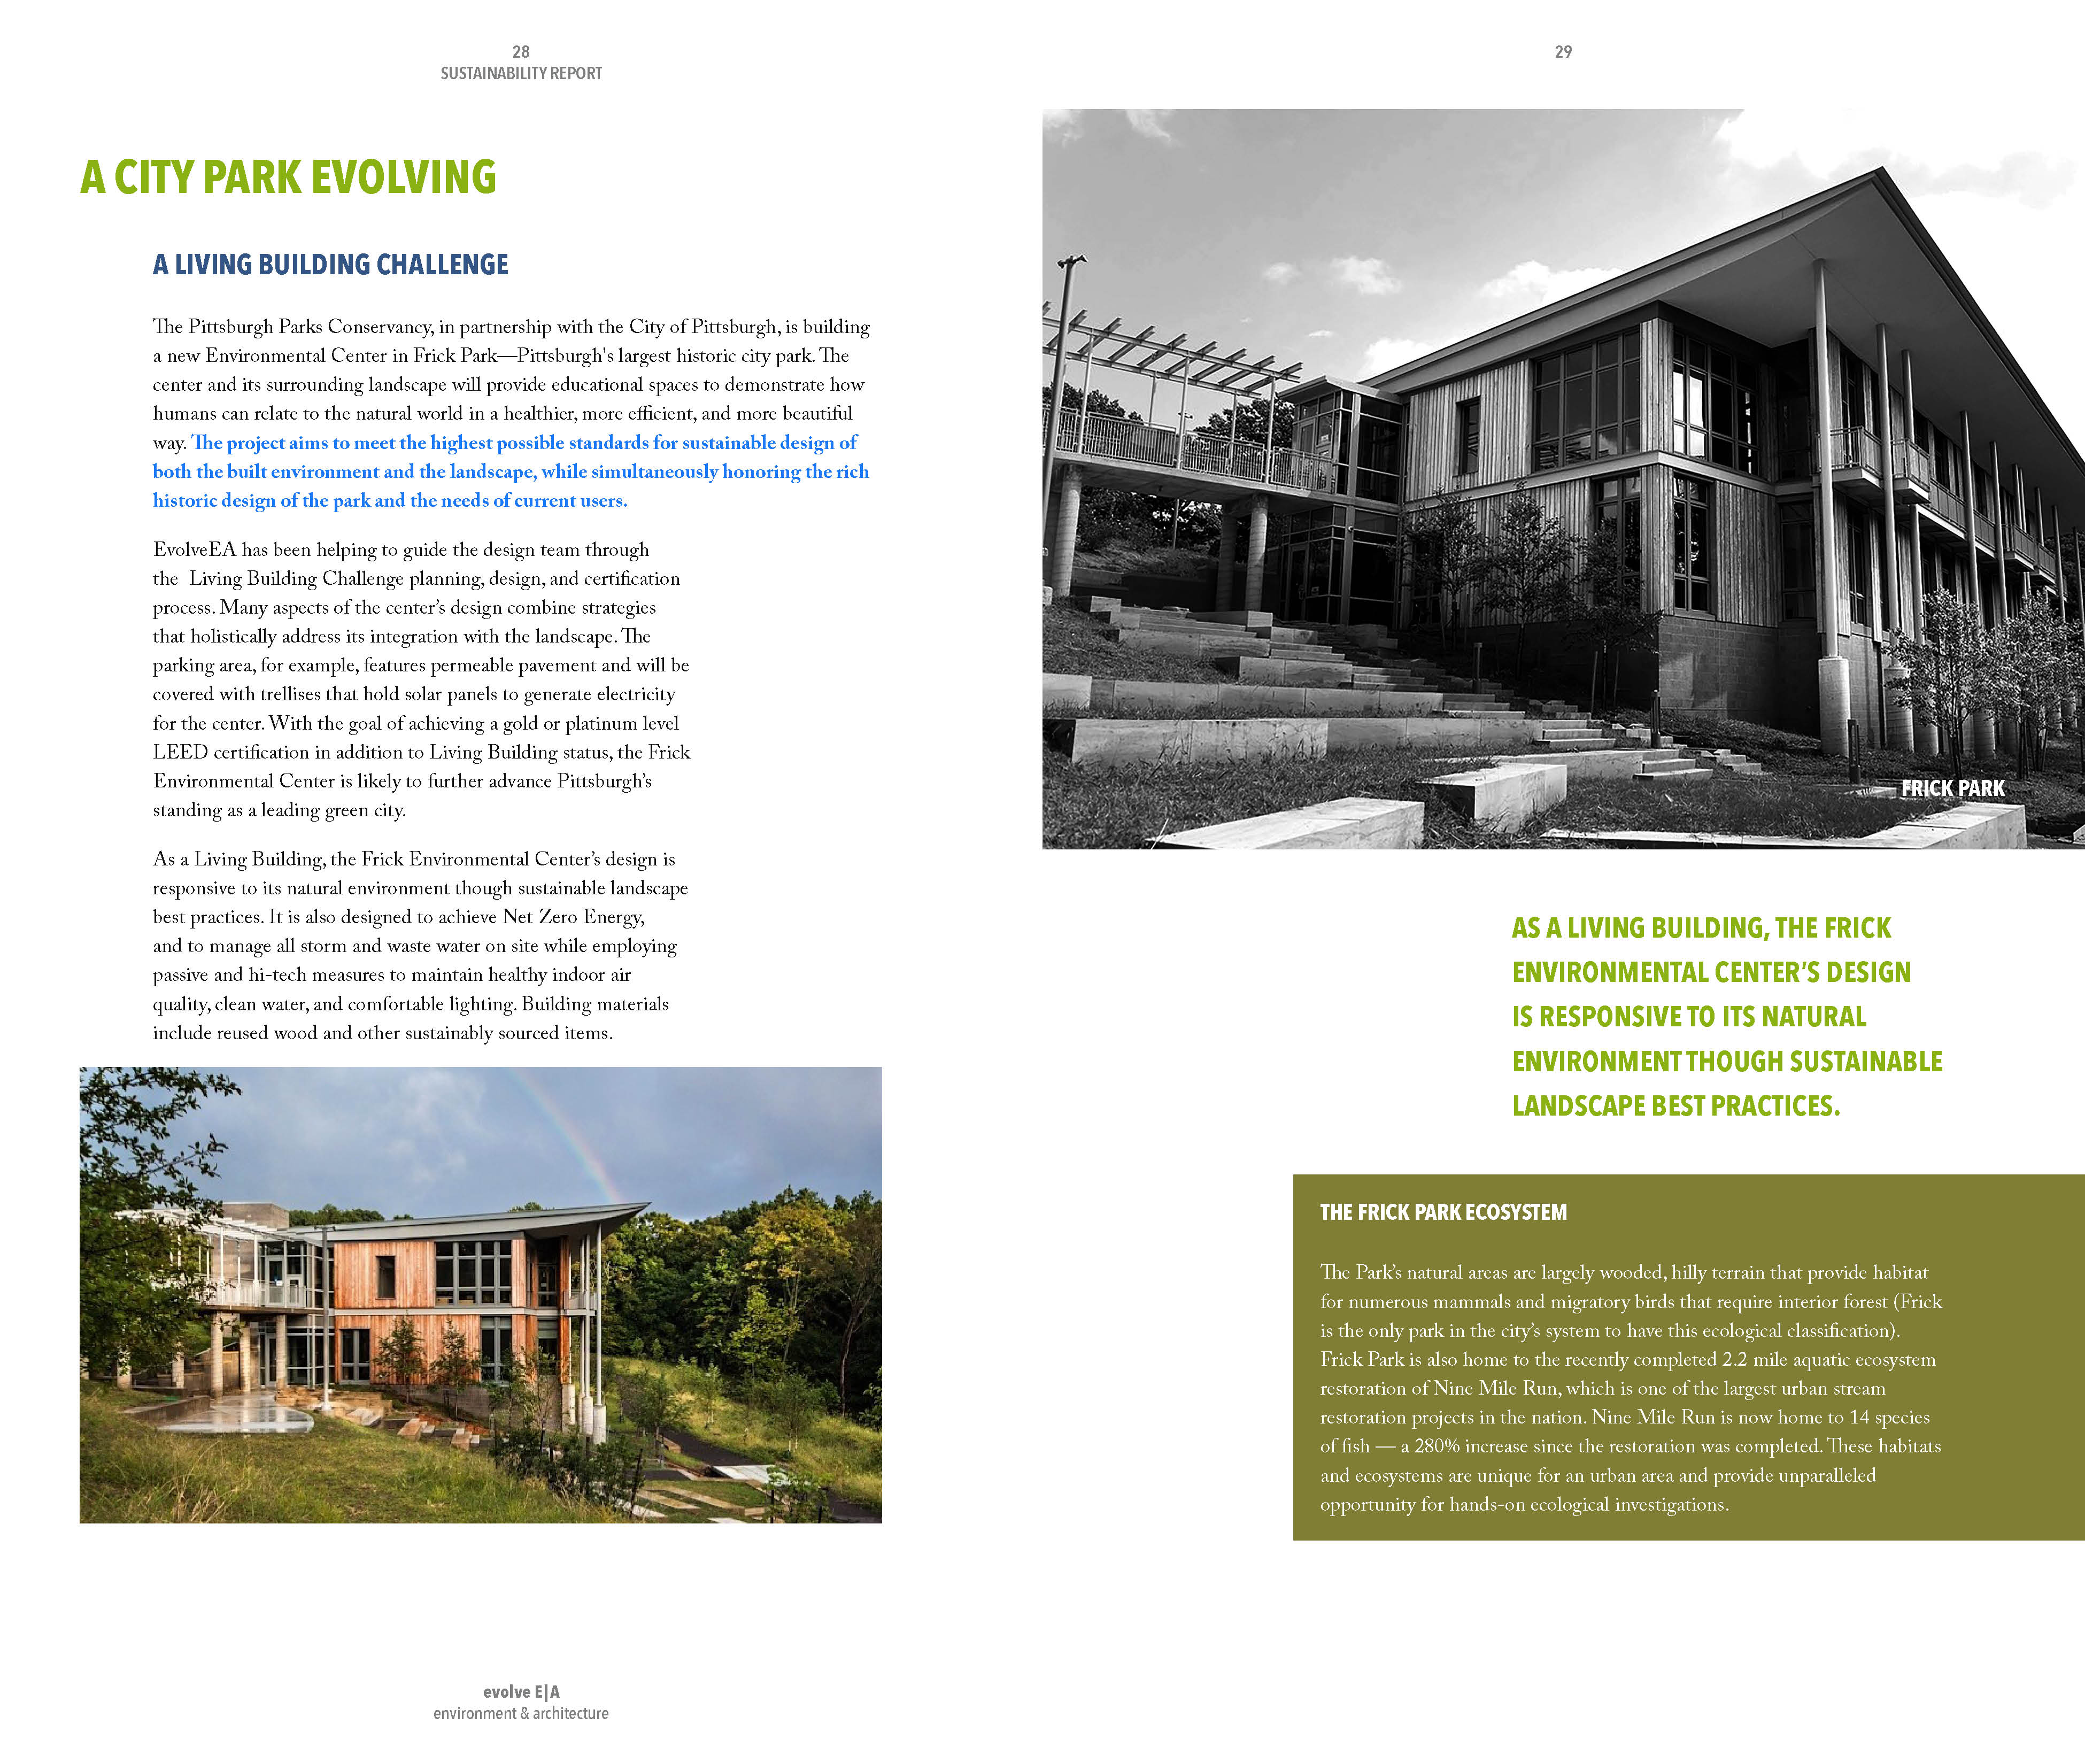 28
SUSTAINABILITY REPORT
A CITY PARK EVOLVING
A LIVING BUILDING CHALLENGE
The Pittsburgh Parks Conservancy, in partnership with the City of Pittsburgh, is building
a new Environmental Center in Frick Park—Pittsburgh's largest historic city park. The
center and its surrounding landscape will provide educational spaces to demonstrate how
humans can relate to the natural world in a healthier, more efficient, and more beautiful
way. The project aims to meet the highest possible standards for sustainable design of
both the built environment and the landscape, while simultaneously honoring the rich
historic design of the park and the needs of current users.
EvolveEA has been helping to guide the design team through
the  Living Building Challenge planning, design, and certification
process. Many aspects of the center’s design combine strategies
that holistically address its integration with the landscape. The
parking area, for example, features permeable pavement and will be
covered with trellises that hold solar panels to generate electricity
for the center. With the goal of achieving a gold or platinum level
LEED certification in addition to Living Building status, the Frick
Environmental Center is likely to further advance Pittsburgh’s
standing as a leading green city.
As a Living Building, the Frick Environmental Center’s design is
responsive to its natural environment though sustainable landscape
best practices. It is also designed to achieve Net Zero Energy,
and to manage all storm and waste water on site while employing
passive and hi-tech measures to maintain healthy indoor air
quality, clean water, and comfortable lighting. Building materials
include reused wood and other sustainably sourced items.
evolve E|A
environment & architecture
29
FRICK PARK
AS A LIVING BUILDING, THE FRICK
ENVIRONMENTAL CENTER’S DESIGN
IS RESPONSIVE TO ITS NATURAL
ENVIRONMENT THOUGH SUSTAINABLE
LANDSCAPE BEST PRACTICES.
THE FRICK PARK ECOSYSTEM
The Park’s natural areas are largely wooded, hilly terrain that provide habitat
for numerous mammals and migratory birds that require interior forest (Frick
is the only park in the city’s system to have this ecological classification).
Frick Park is also home to the recently completed 2.2 mile aquatic ecosystem
restoration of Nine Mile Run, which is one of the largest urban stream
restoration projects in the nation. Nine Mile Run is now home to 14 species
of fish — a 280% increase since the restoration was completed. These habitats
and ecosystems are unique for an urban area and provide unparalleled
opportunity for hands-on ecological investigations.